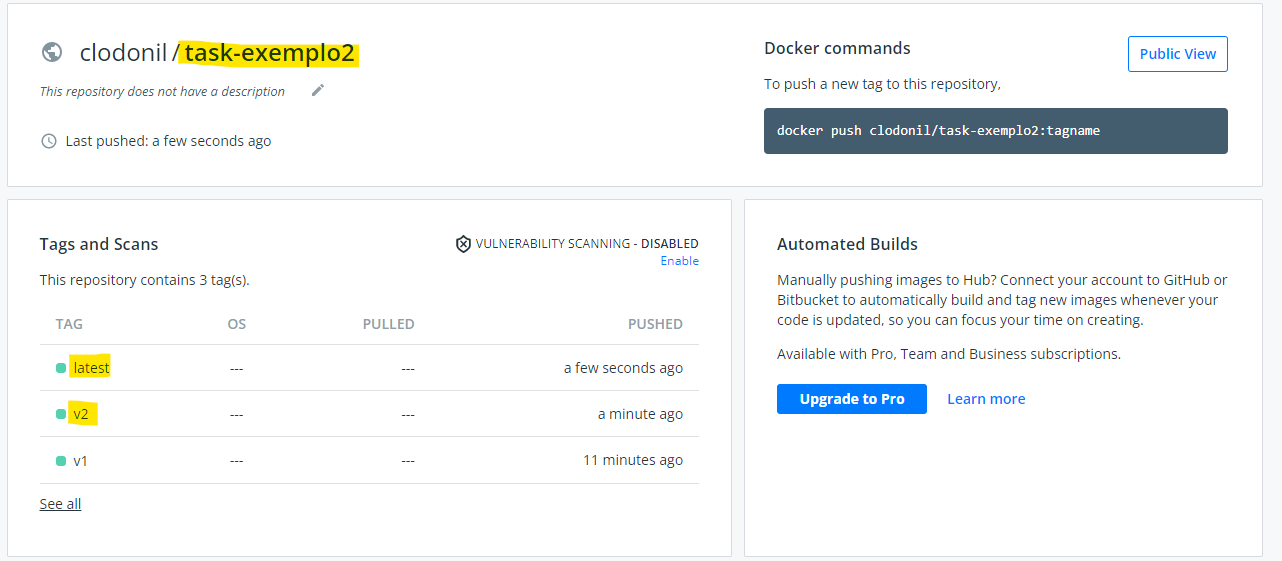 clodonil / task-exemplo2
This repository does not have a description
Last pushed: a few seconds ago
Docker commands
Public View
To push a new tag to this repository,
docker push clodonil/task-exemplo2:tagname
Tags and Scans
VULNERABILITY SCANNING - DISABLED
Enable
This repository contains 3 tag(s).
TAG OS PULLED PUSHED
latest --- --- a few seconds ago
v2 --- --- a minute ago
v1 --- --- 11 minutes ago
See all
Automated Builds
Manually pushing images to Hub? Connect your account to GitHub or
Bitbucket to automatically build and tag new images whenever your
code is updated, so you can focus your time on creating.
Available with Pro, Team and Business subscriptions.
Upgrade to Pro Learn more